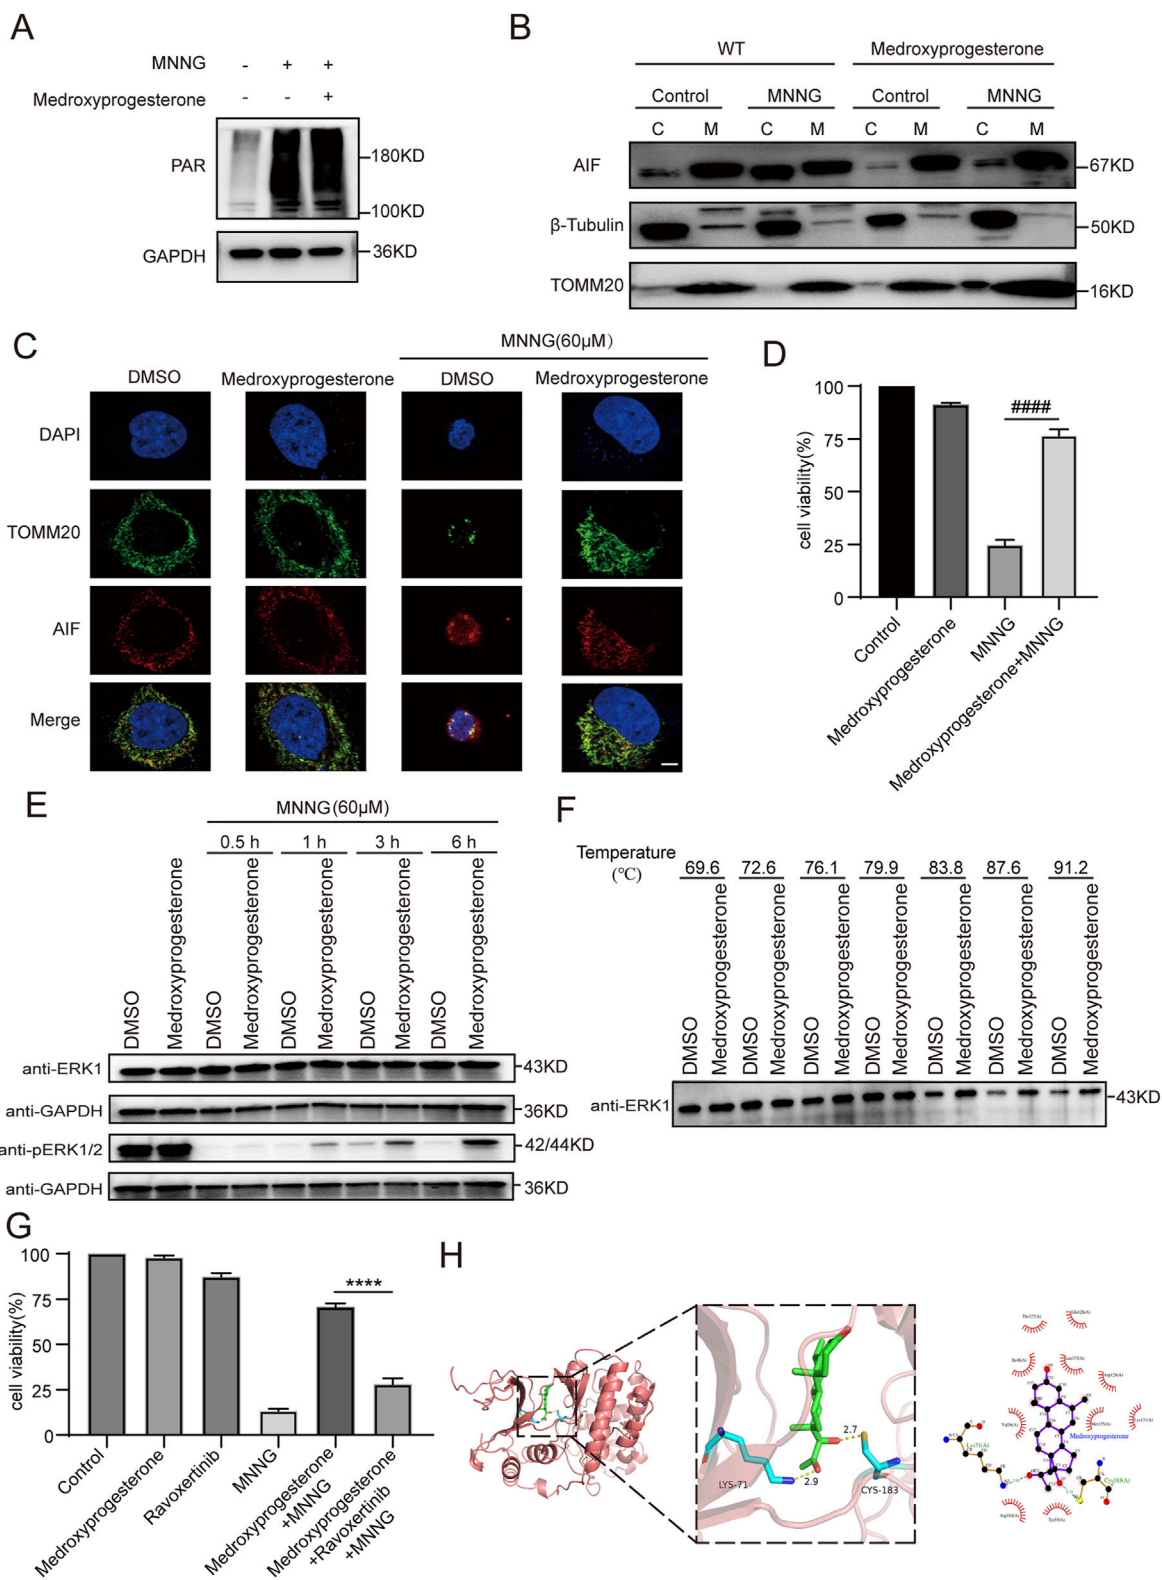 A
MNNG - + +
Medroxyprogesterone - - +
PAR
180KD
100KD
GAPDH
36KD
B
WT Medroxyprogesterone
Control MNNG Control MNNG
C M C M C M C M
AIF
67KD
β-Tubulin
50KD
TOMM20
16KD
C
MNNG(60μM)
DMSO Medroxyprogesterone DMSO Medroxyprogesterone
DAPI
TOMM20
AIF
Merge
D
cell viability(%)
100
75
50
25
0
####
Control
Medroxyprogesterone
MNNG
Medroxyprogesterone+MNNG
E
MNNG(60μM)
0.5 h 1 h 3 h 6 h
DMSO Medroxyprogesterone DMSO Medroxyprogesterone DMSO Medroxyprogesterone DMSO Medroxyprogesterone DMSO Medroxyprogesterone
anti-ERK1
43KD
anti-GAPDH
36KD
anti-pERK1/2
42/44KD
anti-GAPDH
36KD
F
Temperature
(℃)
69.6 72.6 76.1 79.9 83.8 87.6 91.2
DMSO Medroxyprogesterone DMSO Medroxyprogesterone DMSO Medroxyprogesterone DMSO Medroxyprogesterone DMSO Medroxyprogesterone DMSO Medroxyprogesterone DMSO Medroxyprogesterone
anti-ERK1
43KD
G
cell viability(%)
100
75
50
25
0
****
Control
Medroxyprogesterone
Ravoxertinib
MNNG
Medroxyprogesterone
+MNNG
Medroxyprogesterone
+Ravoxertinib
+MNNG
H
2.7
LYS-71
2.9
CYS-183
Medroxyprogesterone